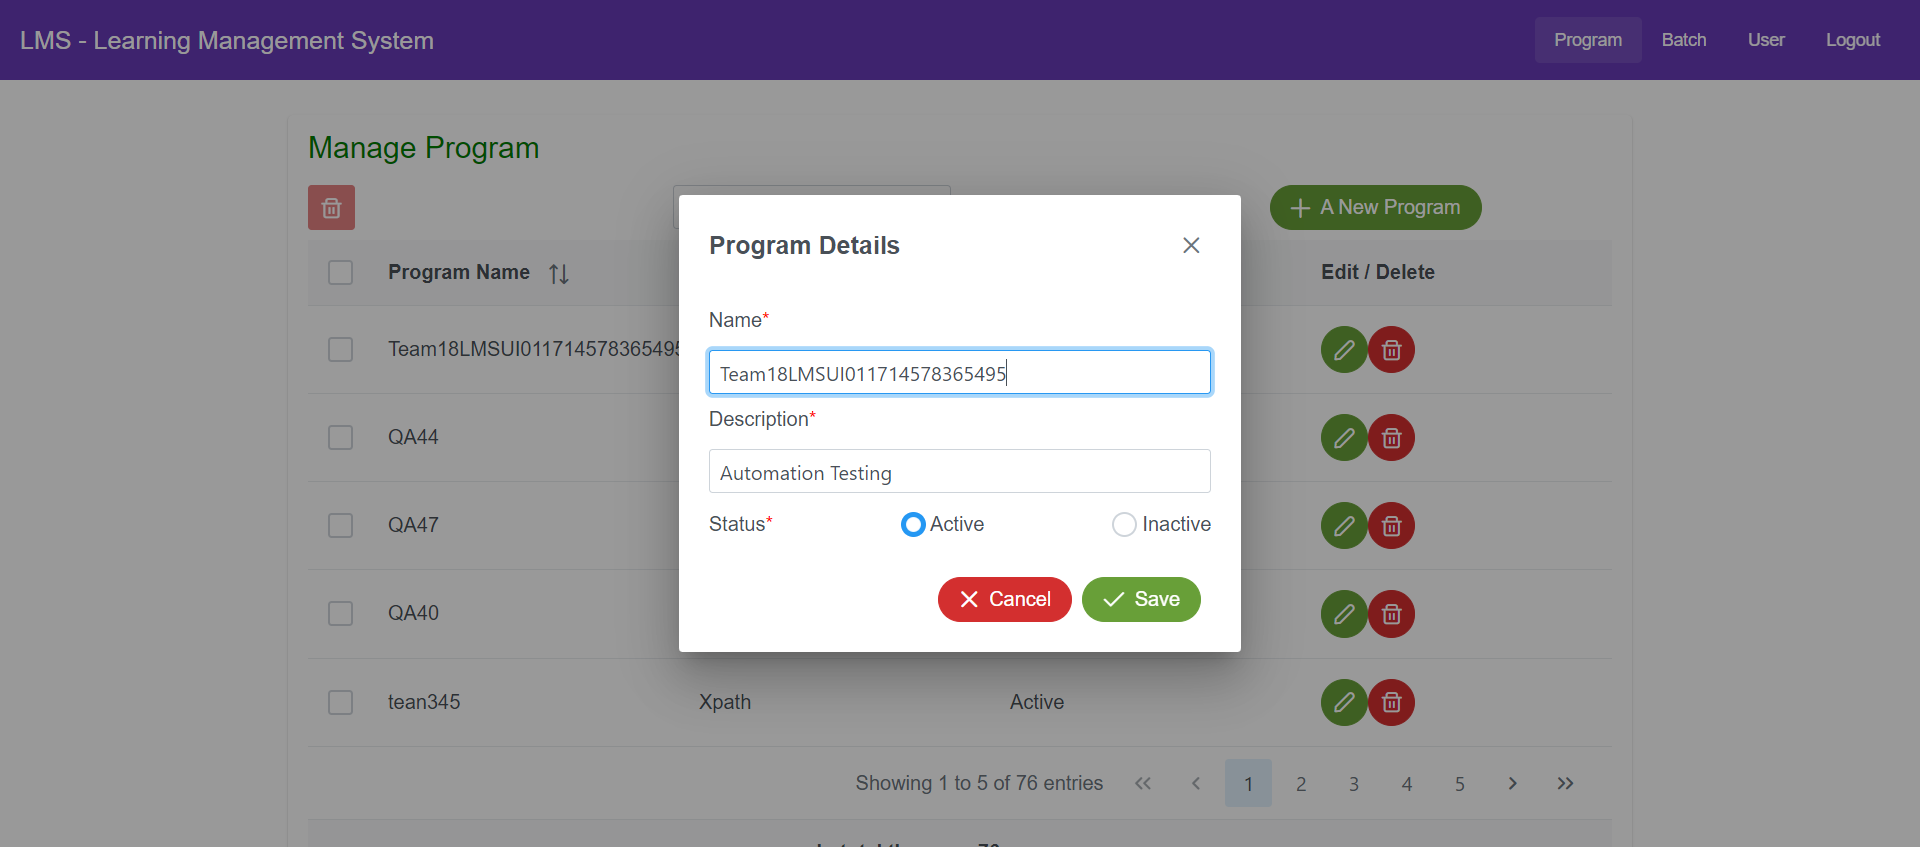 LMS - Learning Management System
Program Batch User Logout
Manage Program
A New Program
Program Name Edit / Delete
Program Details
Name*
Team18LMSUI011714578365495
Team18LMSUI011714578365495
Description*
QA44
Automation Testing
QA47
Status* Active Inactive
QA40
Cancel Save
tean345 Xpath Active
Showing 1 to 5 of 76 entries << < 1 2 3 4 5 > >>